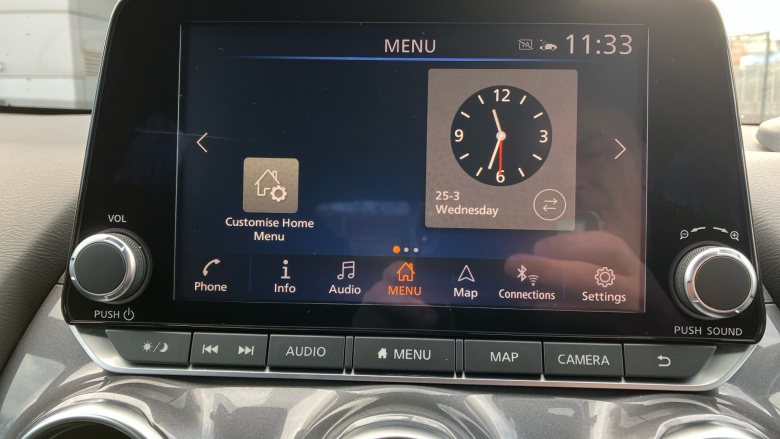 MENU 11:33
12
9 3
6
25-3
Wednesday
Customise Home
Menu
Phone Info Audio MENU Map Connections Settings
VOL
PUSH
PUSH SOUND
AUDIO MENU MAP CAMERA